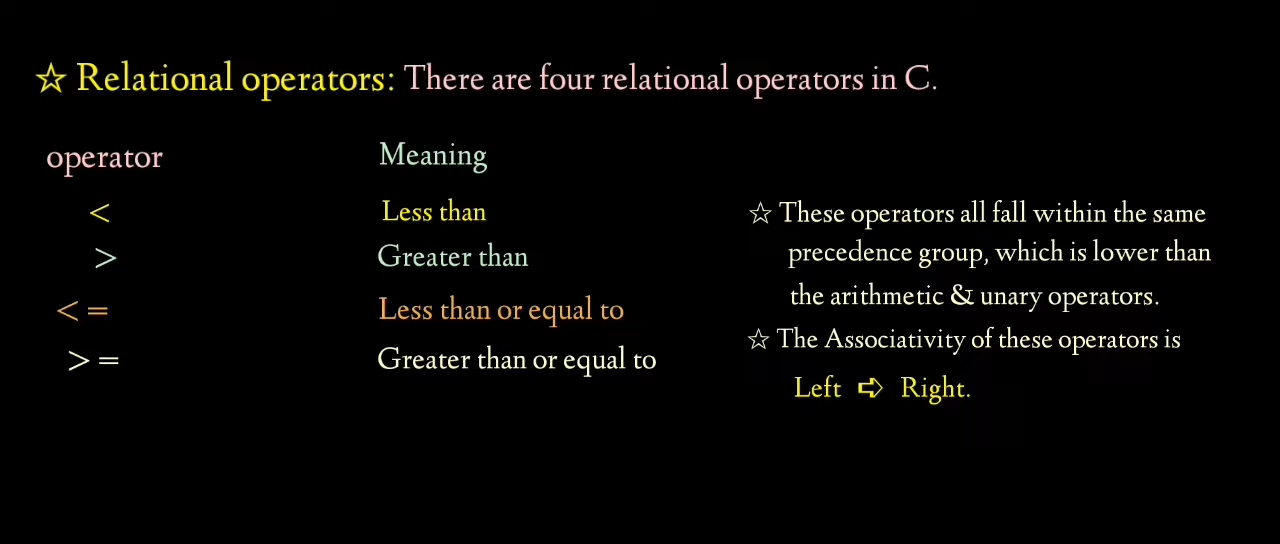 ☆ Relational operators: There are four relational operators in C.
operator Meaning
< Less than
> Greater than
< = Less than or equal to
> = Greater than or equal to
☆ These operators all fall within the same
precedence group, which is lower than
the arithmetic & unary operators.
☆ The Associativity of these operators is
Left ➪ Right.